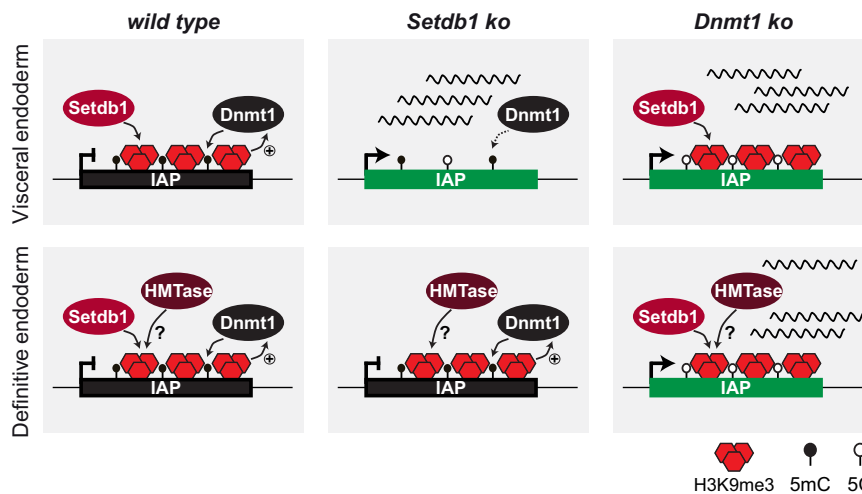 wild type
Setdb1 ko
Dnmt1 ko
Visceral endoderm
Setdb1
Dnmt1
+
IAP
Dnmt1
IAP
Setdb1
IAP
Definitive endoderm
Setdb1
HMTase
?
Dnmt1
+
IAP
HMTase
?
Dnmt1
+
IAP
Setdb1
HMTase
?
IAP
H3K9me3
5mC